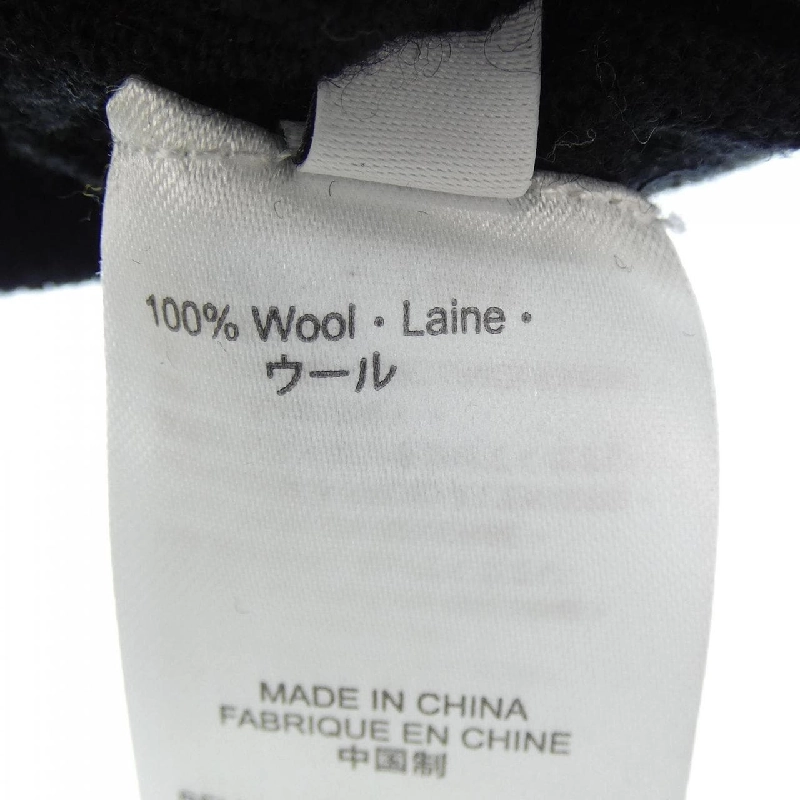 100% Wool · Laine ·
ウール
MADE IN CHINA
FABRIQUE EN CHINE
中国制